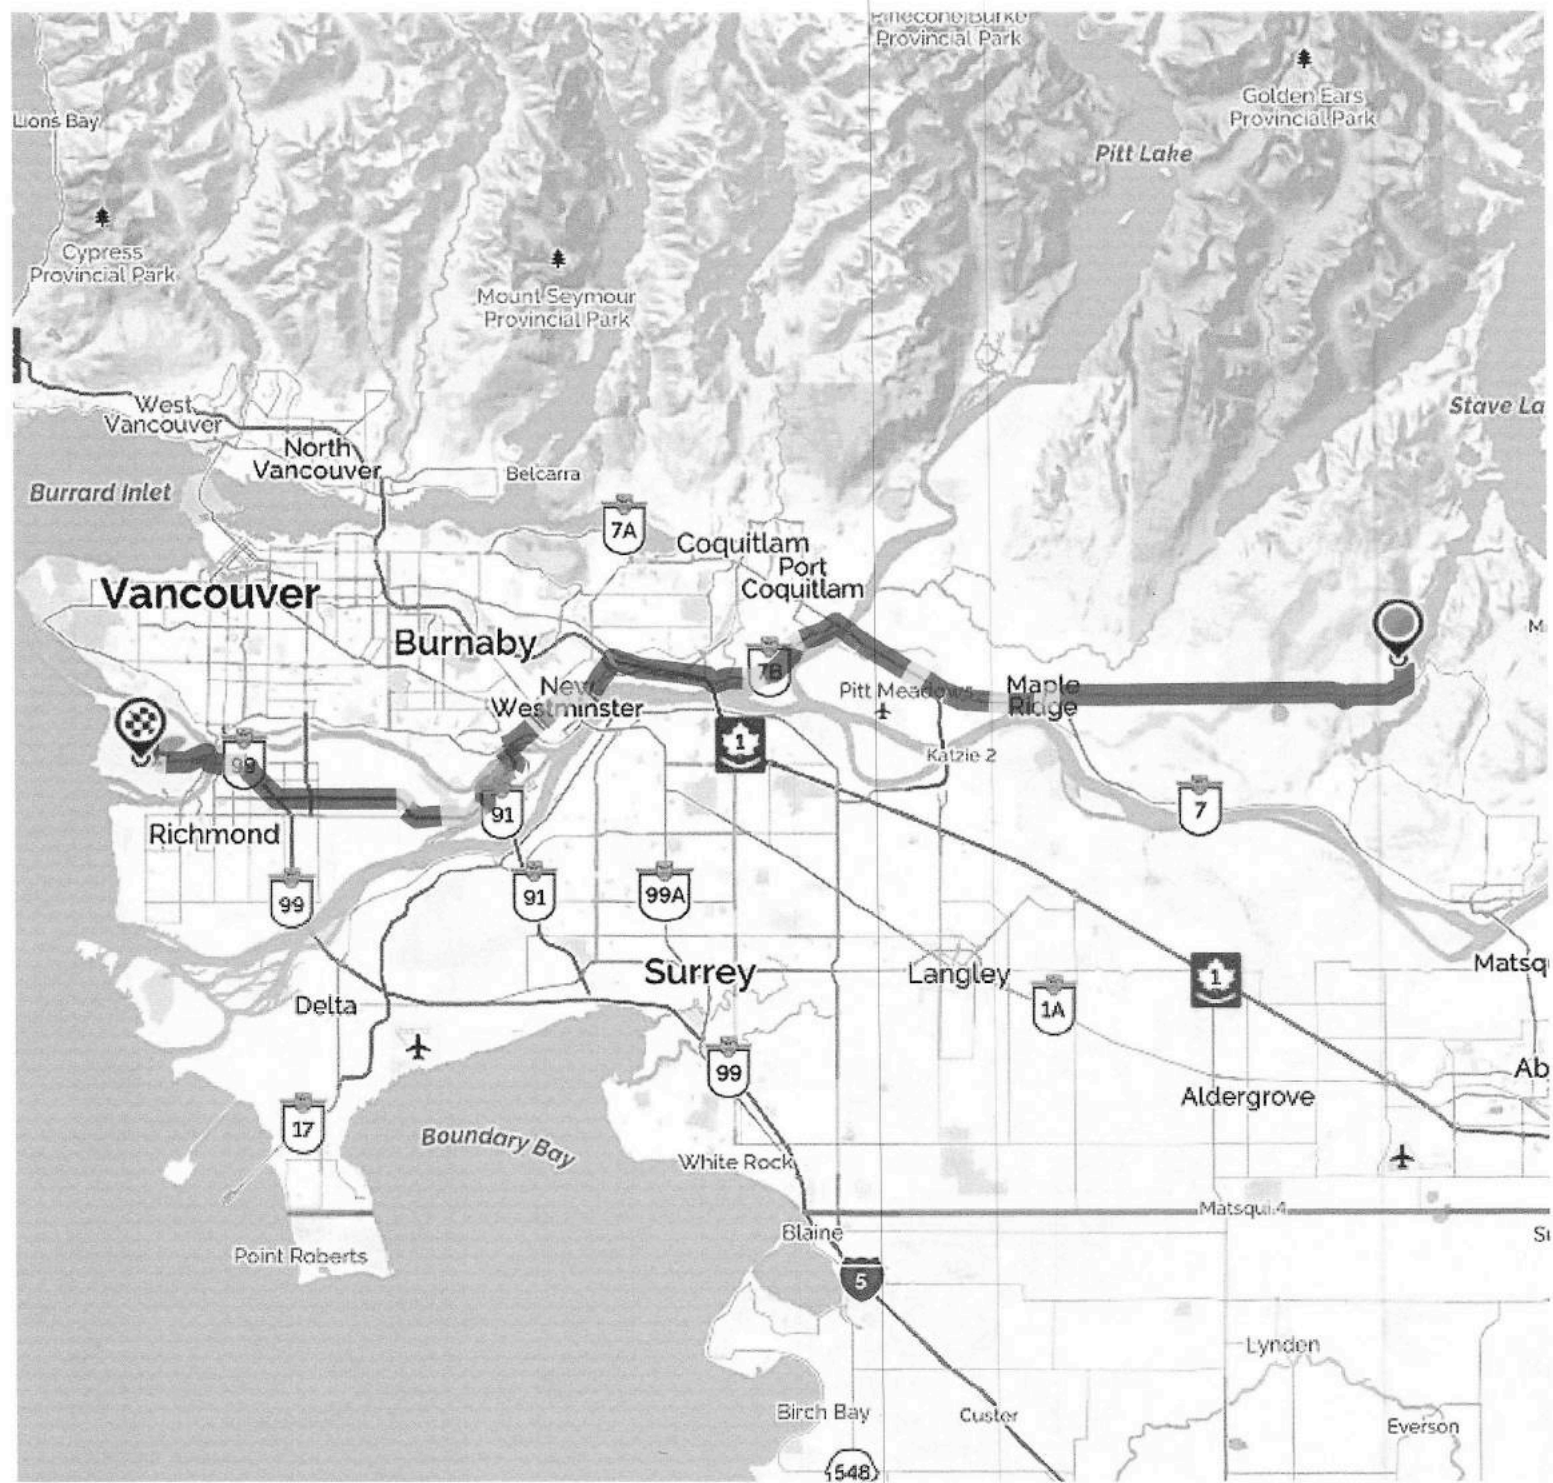 Pinecone Burke
Provincial Park
Golden Ears
Provincial Park
Lions Bay
Pitt Lake
Cypress
Provincial Park
Mount Seymour
Provincial Park
West
Vancouver
Stave La
North
Vancouver
Belcarra
Burrard Inlet
7A
Coquitlam
Port
Coquitlam
Vancouver
Burnaby
M
7B
New
Westminster
Pitt Meadows
Maple
Ridge
1
Katzie 2
99
91
7
Richmond
99
91
99A
Surrey
Langley
1
Matsq
Delta
1A
99
Ab
Aldergrove
17
Boundary Bay
White Rock
Matsqui 4
Blaine
Point Roberts
5
Lynden
Birch Bay
Custer
Everson
548